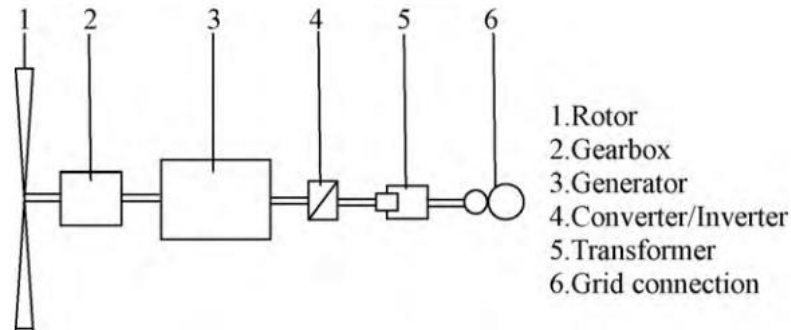 1 2 3 4 5 6
1.Rotor
2.Gearbox
3.Generator
4.Converter/Inverter
5.Transformer
6.Grid connection